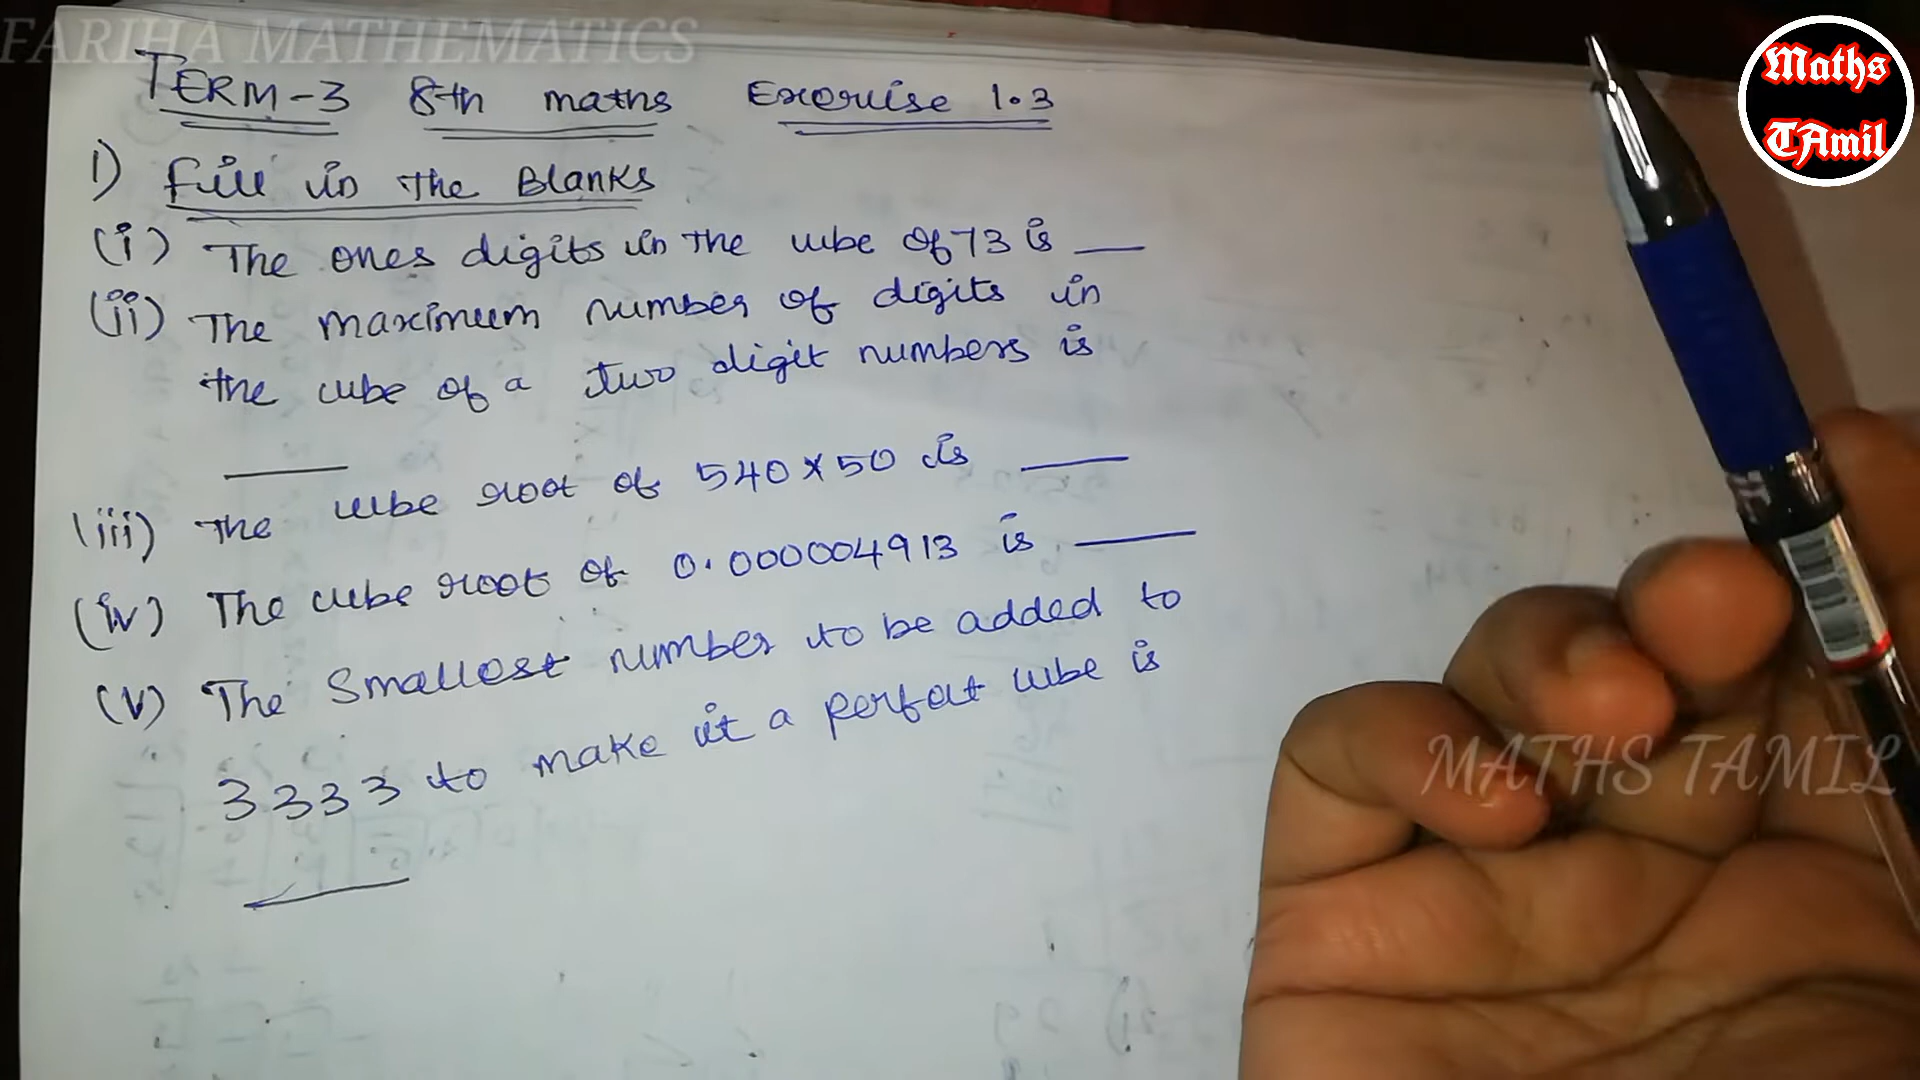 FARIHA MATHEMATICS
Maths
TAmil
TERM-3 8th maths Exercise 1.3
1) Fill in the Blanks
(i) The ones digits in the cube of 73 is ___
(ii) The maximum number of digits in
the cube of a two digit numbers is
___
(iii) The cube root of 540×50 is ___
(iv) The cube root of 0.000004913 is ___
(v) The Smallest number to be added to
3333 to make it a perfect cube is
___
MATHS TAMIL